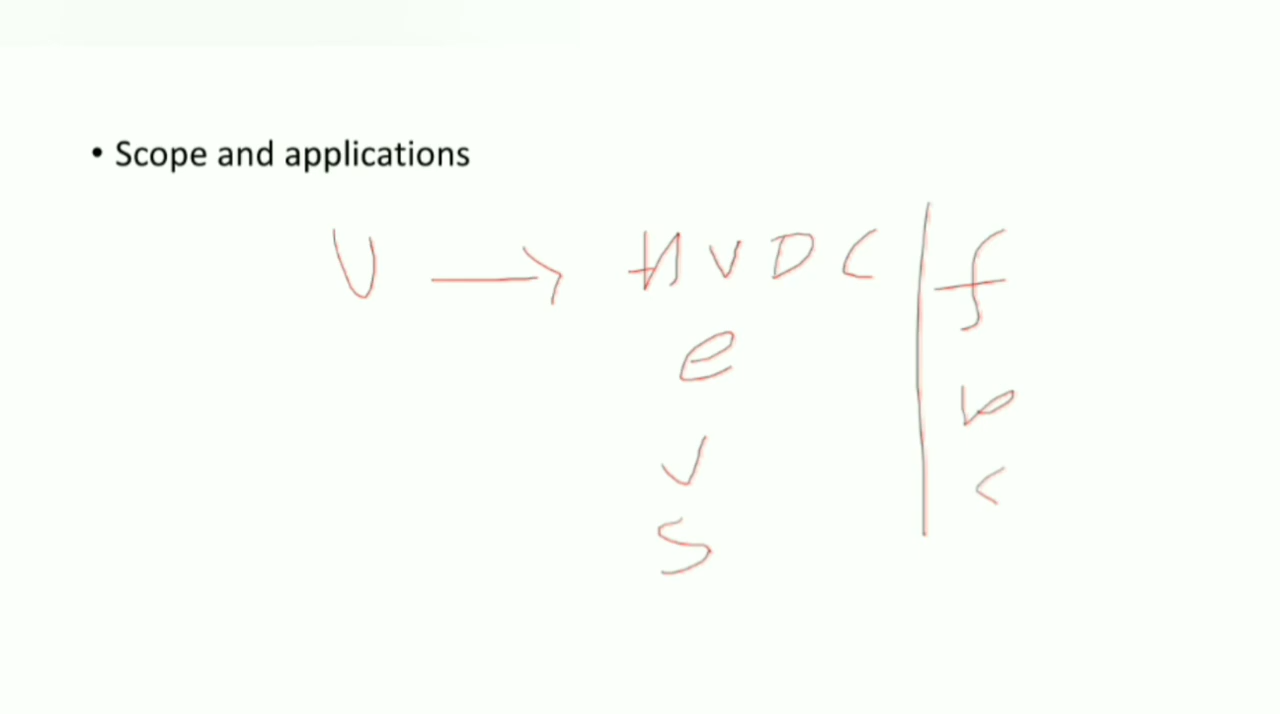 • Scope and applications
U → HVDC | f
e
b
v
c
s